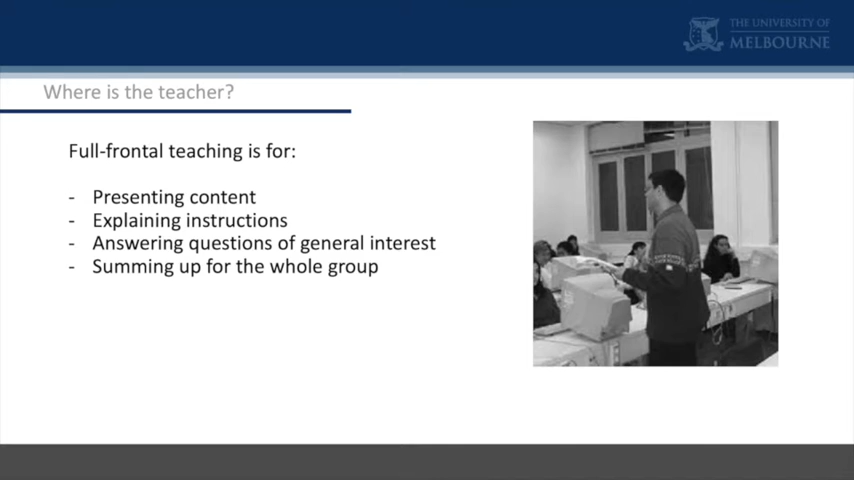 THE UNIVERSITY OF
MELBOURNE
Where is the teacher?
Full-frontal teaching is for:
- Presenting content
- Explaining instructions
- Answering questions of general interest
- Summing up for the whole group